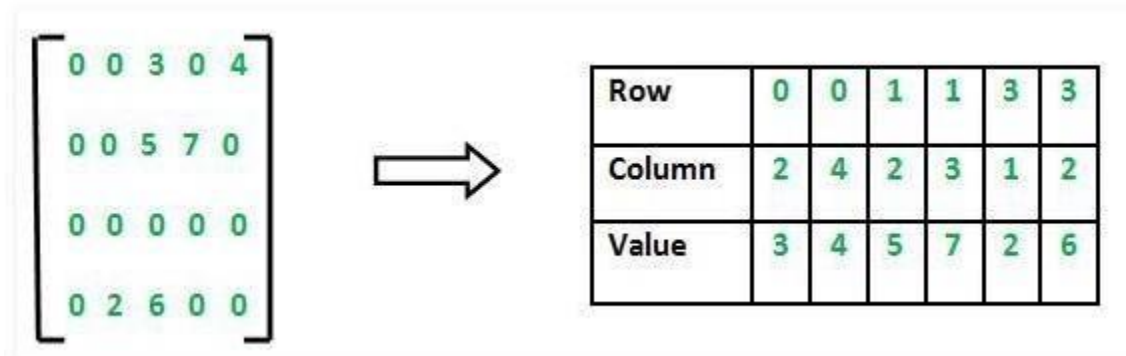 0 0 3 0 4
0 0 5 7 0
0 0 0 0 0
0 2 6 0 0
Row 0 0 1 1 3 3
Column 2 4 2 3 1 2
Value 3 4 5 7 2 6